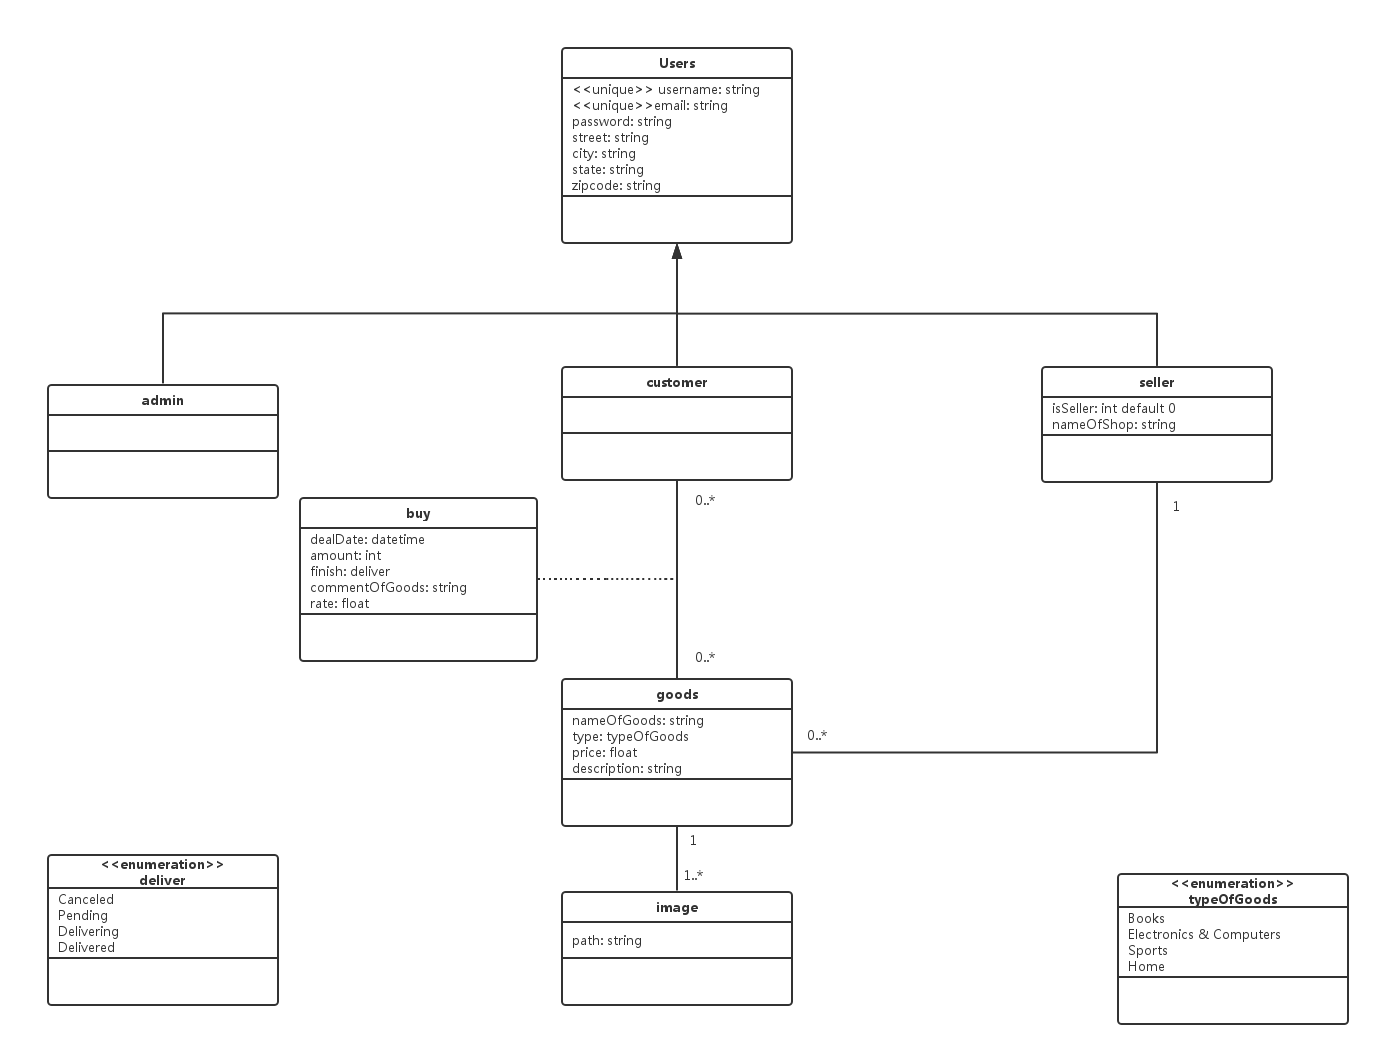 Users
<<unique>> username: string
<<unique>>email: string
password: string
street: string
city: string
state: string
zipcode: string
admin
customer
seller
isSeller: int default 0
nameOfShop: string
0..*
1
buy
dealDate: datetime
amount: int
finish: deliver
commentOfGoods: string
rate: float
0..*
goods
nameOfGoods: string
type: typeOfGoods
price: float
description: string
0..*
1
1..*
<<enumeration>>
deliver
Canceled
Pending
Delivering
Delivered
image
path: string
<<enumeration>>
typeOfGoods
Books
Electronics & Computers
Sports
Home